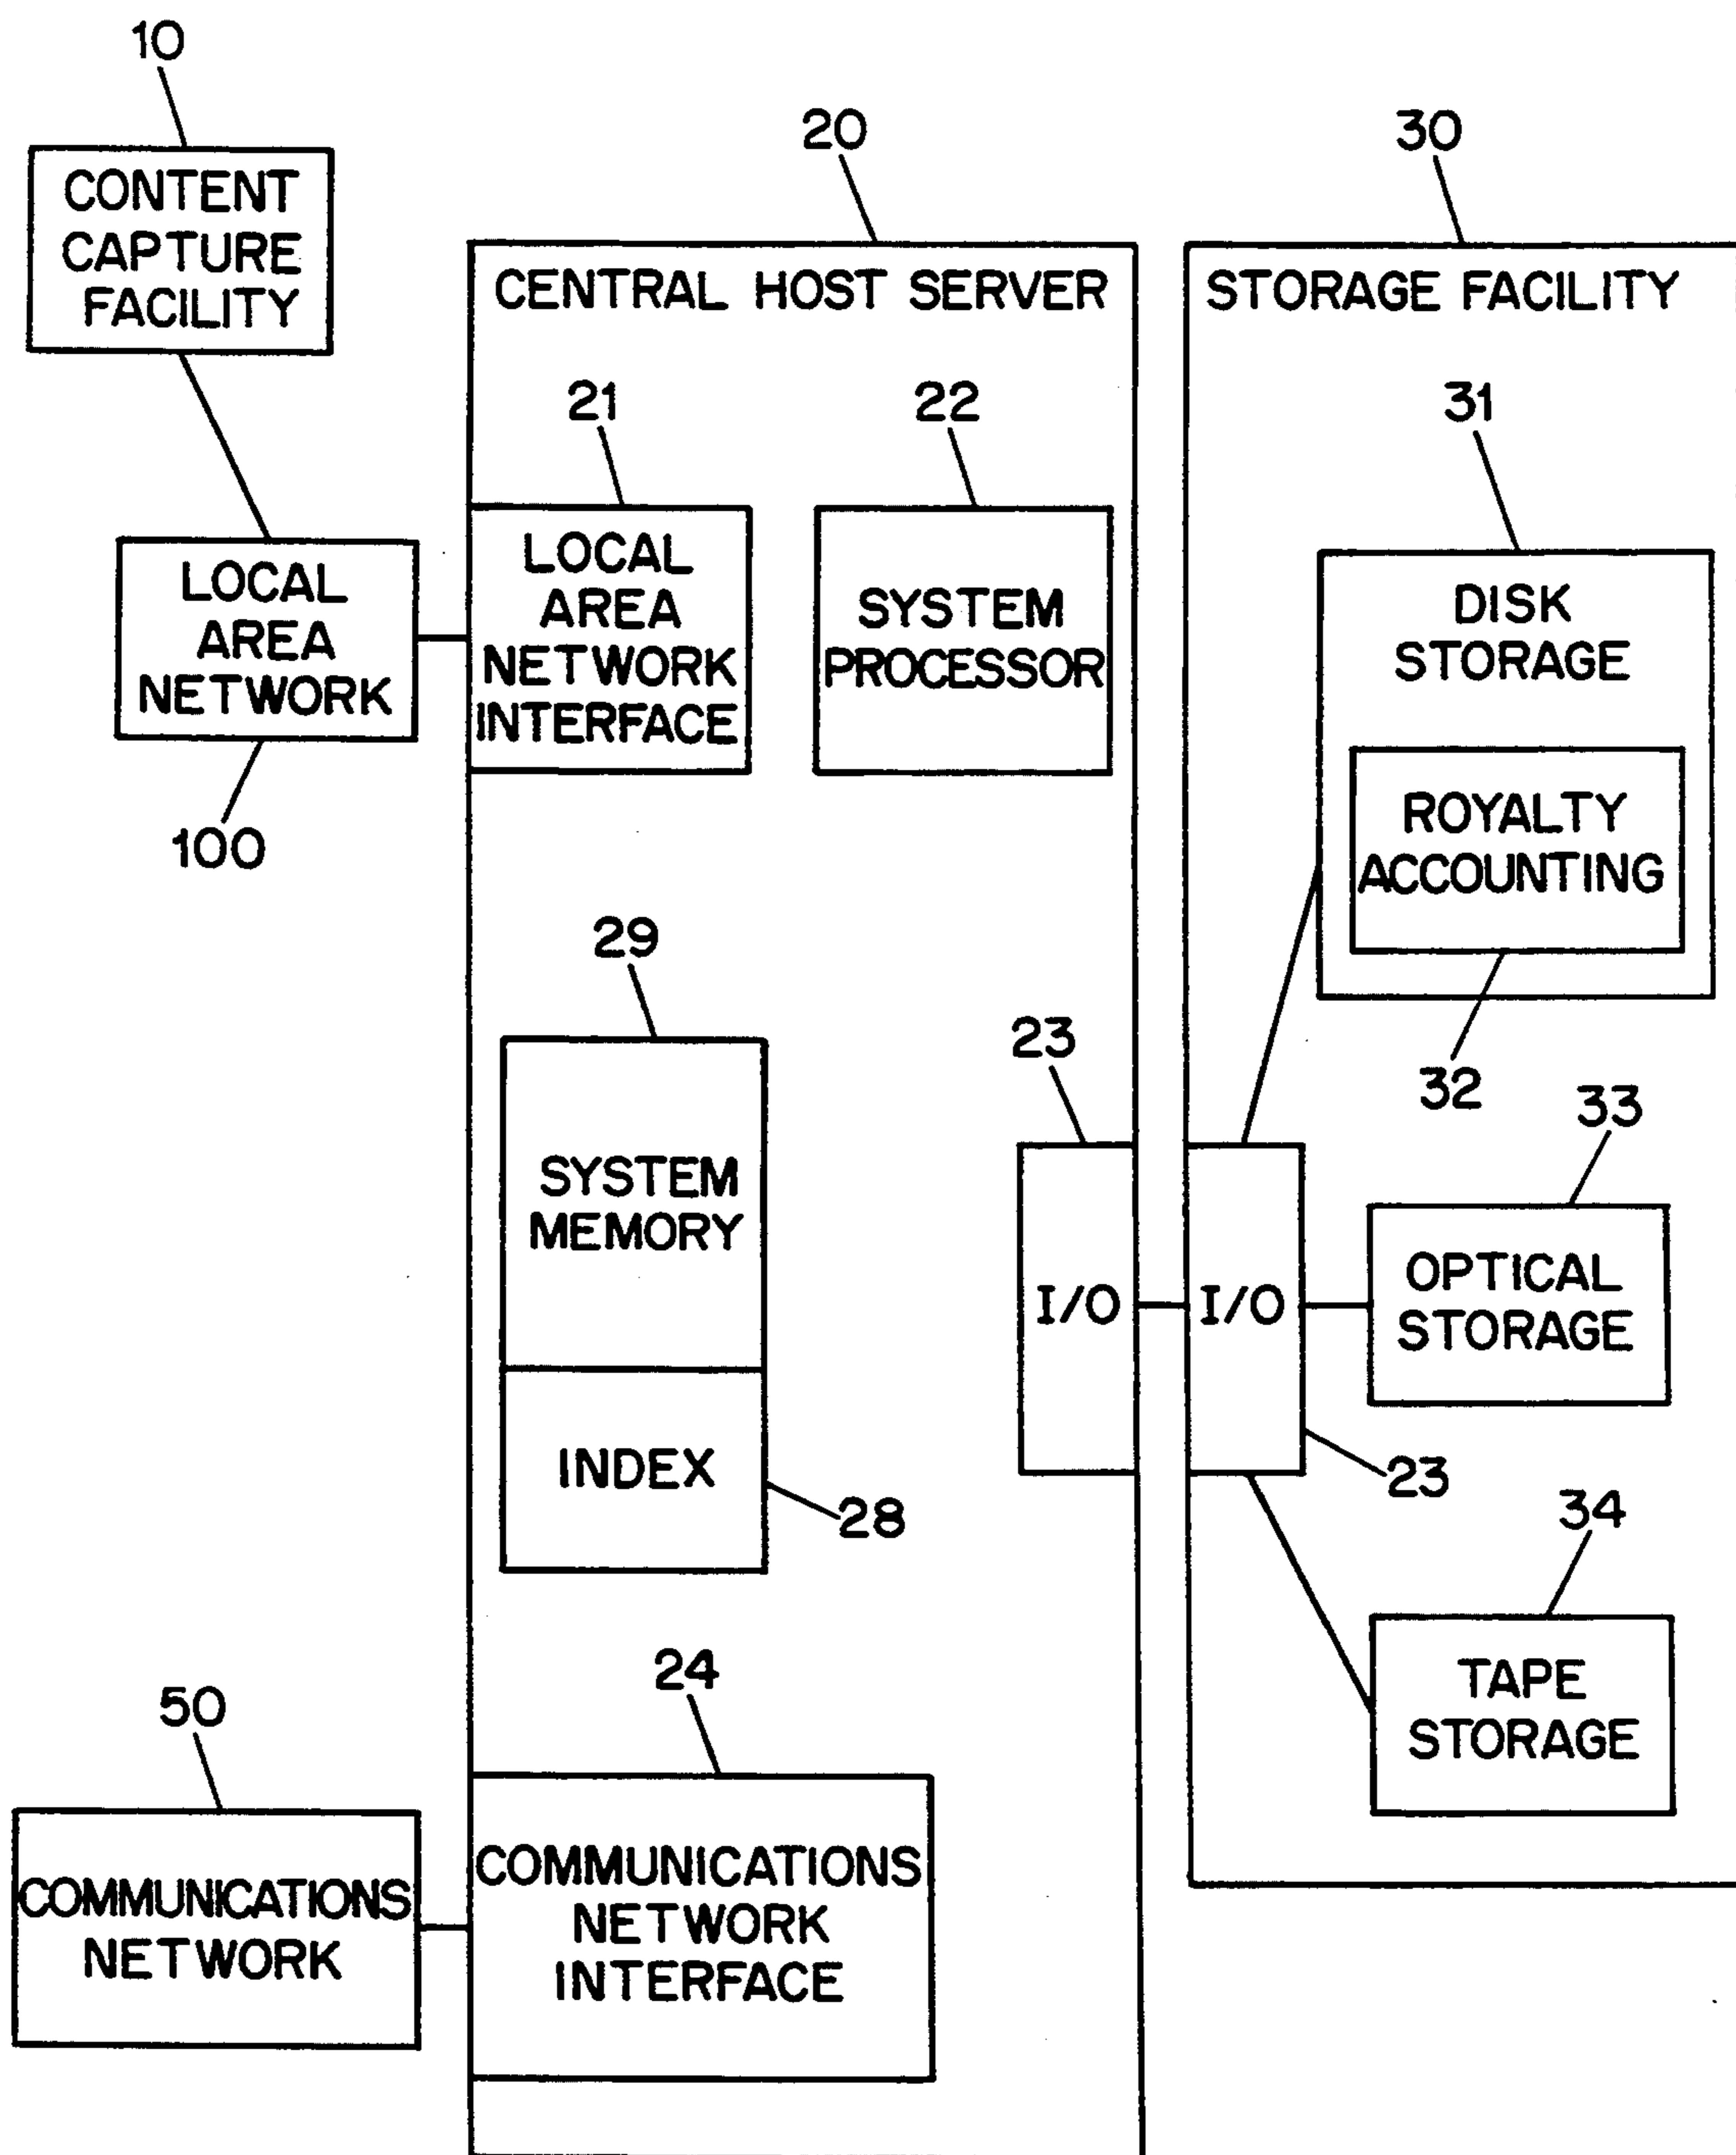 10
CONTENT
CAPTURE
FACILITY
LOCAL
AREA
NETWORK
100
20
CENTRAL HOST SERVER
21
LOCAL
AREA
NETWORK
INTERFACE
22
SYSTEM
PROCESSOR
29
SYSTEM
MEMORY
INDEX
28
23
I/O
24
COMMUNICATIONS
NETWORK
INTERFACE
50
COMMUNICATIONS
NETWORK
30
STORAGE FACILITY
31
DISK
STORAGE
ROYALTY
ACCOUNTING
32
I/O
23
33
OPTICAL
STORAGE
34
TAPE
STORAGE